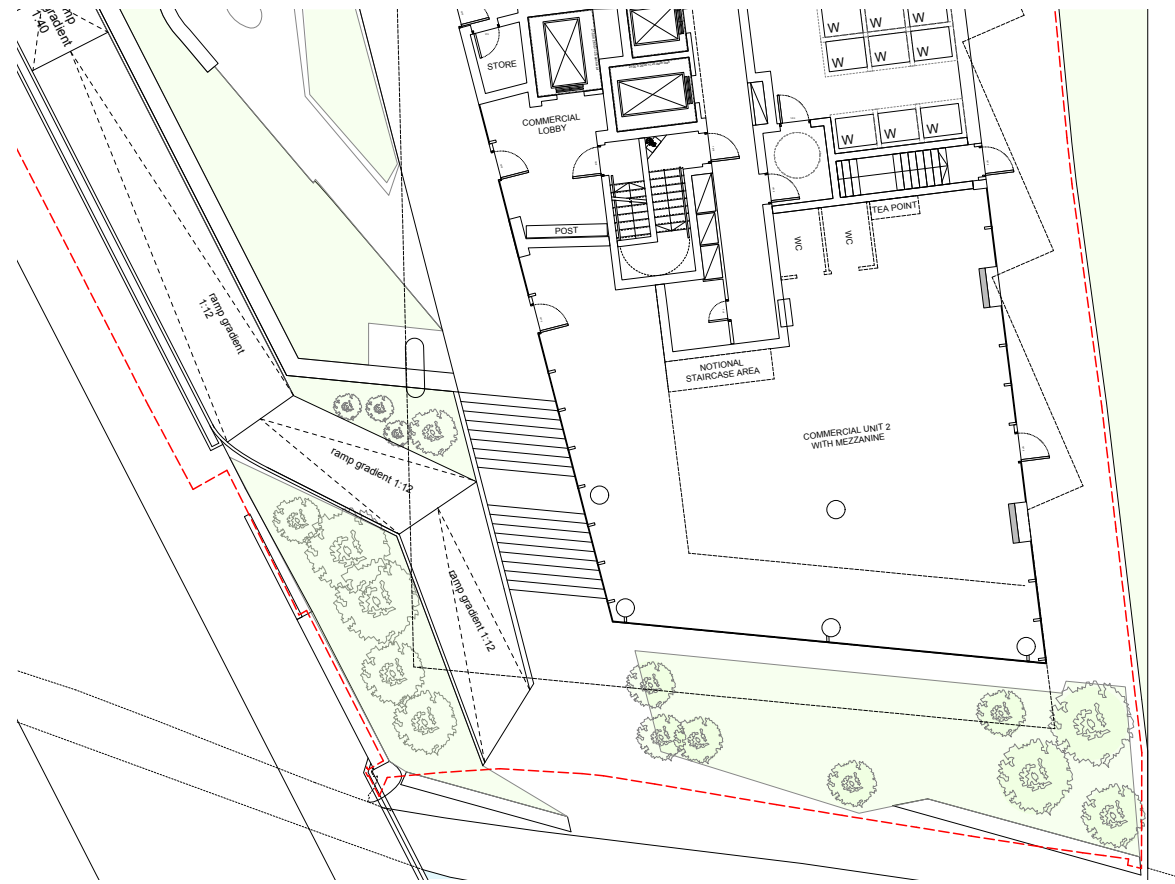 ramp
gradient
1:40
STORE
COMMERCIAL
LOBBY
W
W
W
W
W
W
W
W
W
TEA POINT
POST
WC
WC
ramp gradient
1:12
NOTIONAL
STAIRCASE AREA
COMMERCIAL UNIT 2
WITH MEZZANINE
ramp gradient 1:12
ramp gradient 1:12